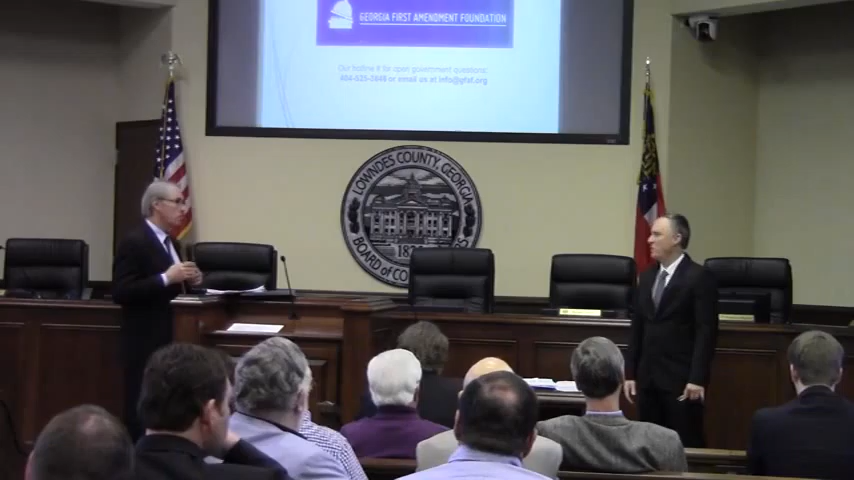 GEORGIA FIRST AMENDMENT FOUNDATION
Our hotline # for open government questions:
404-525-3646 or email us at info@gfaf.org
LOWNDES COUNTY, GEORGIA
BOARD of CO